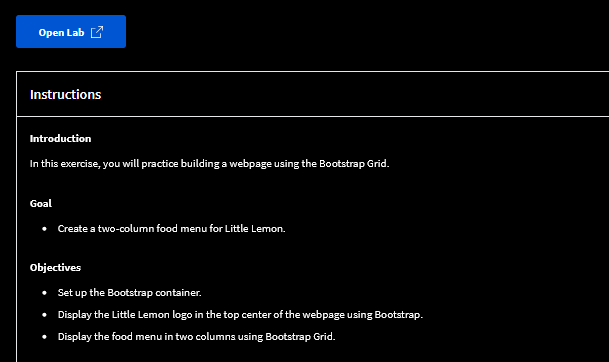 Open Lab
Instructions
Introduction
In this exercise, you will practice building a webpage using the Bootstrap Grid.
Goal
• Create a two-column food menu for Little Lemon.
Objectives
• Set up the Bootstrap container.
• Display the Little Lemon logo in the top center of the webpage using Bootstrap.
• Display the food menu in two columns using Bootstrap Grid.